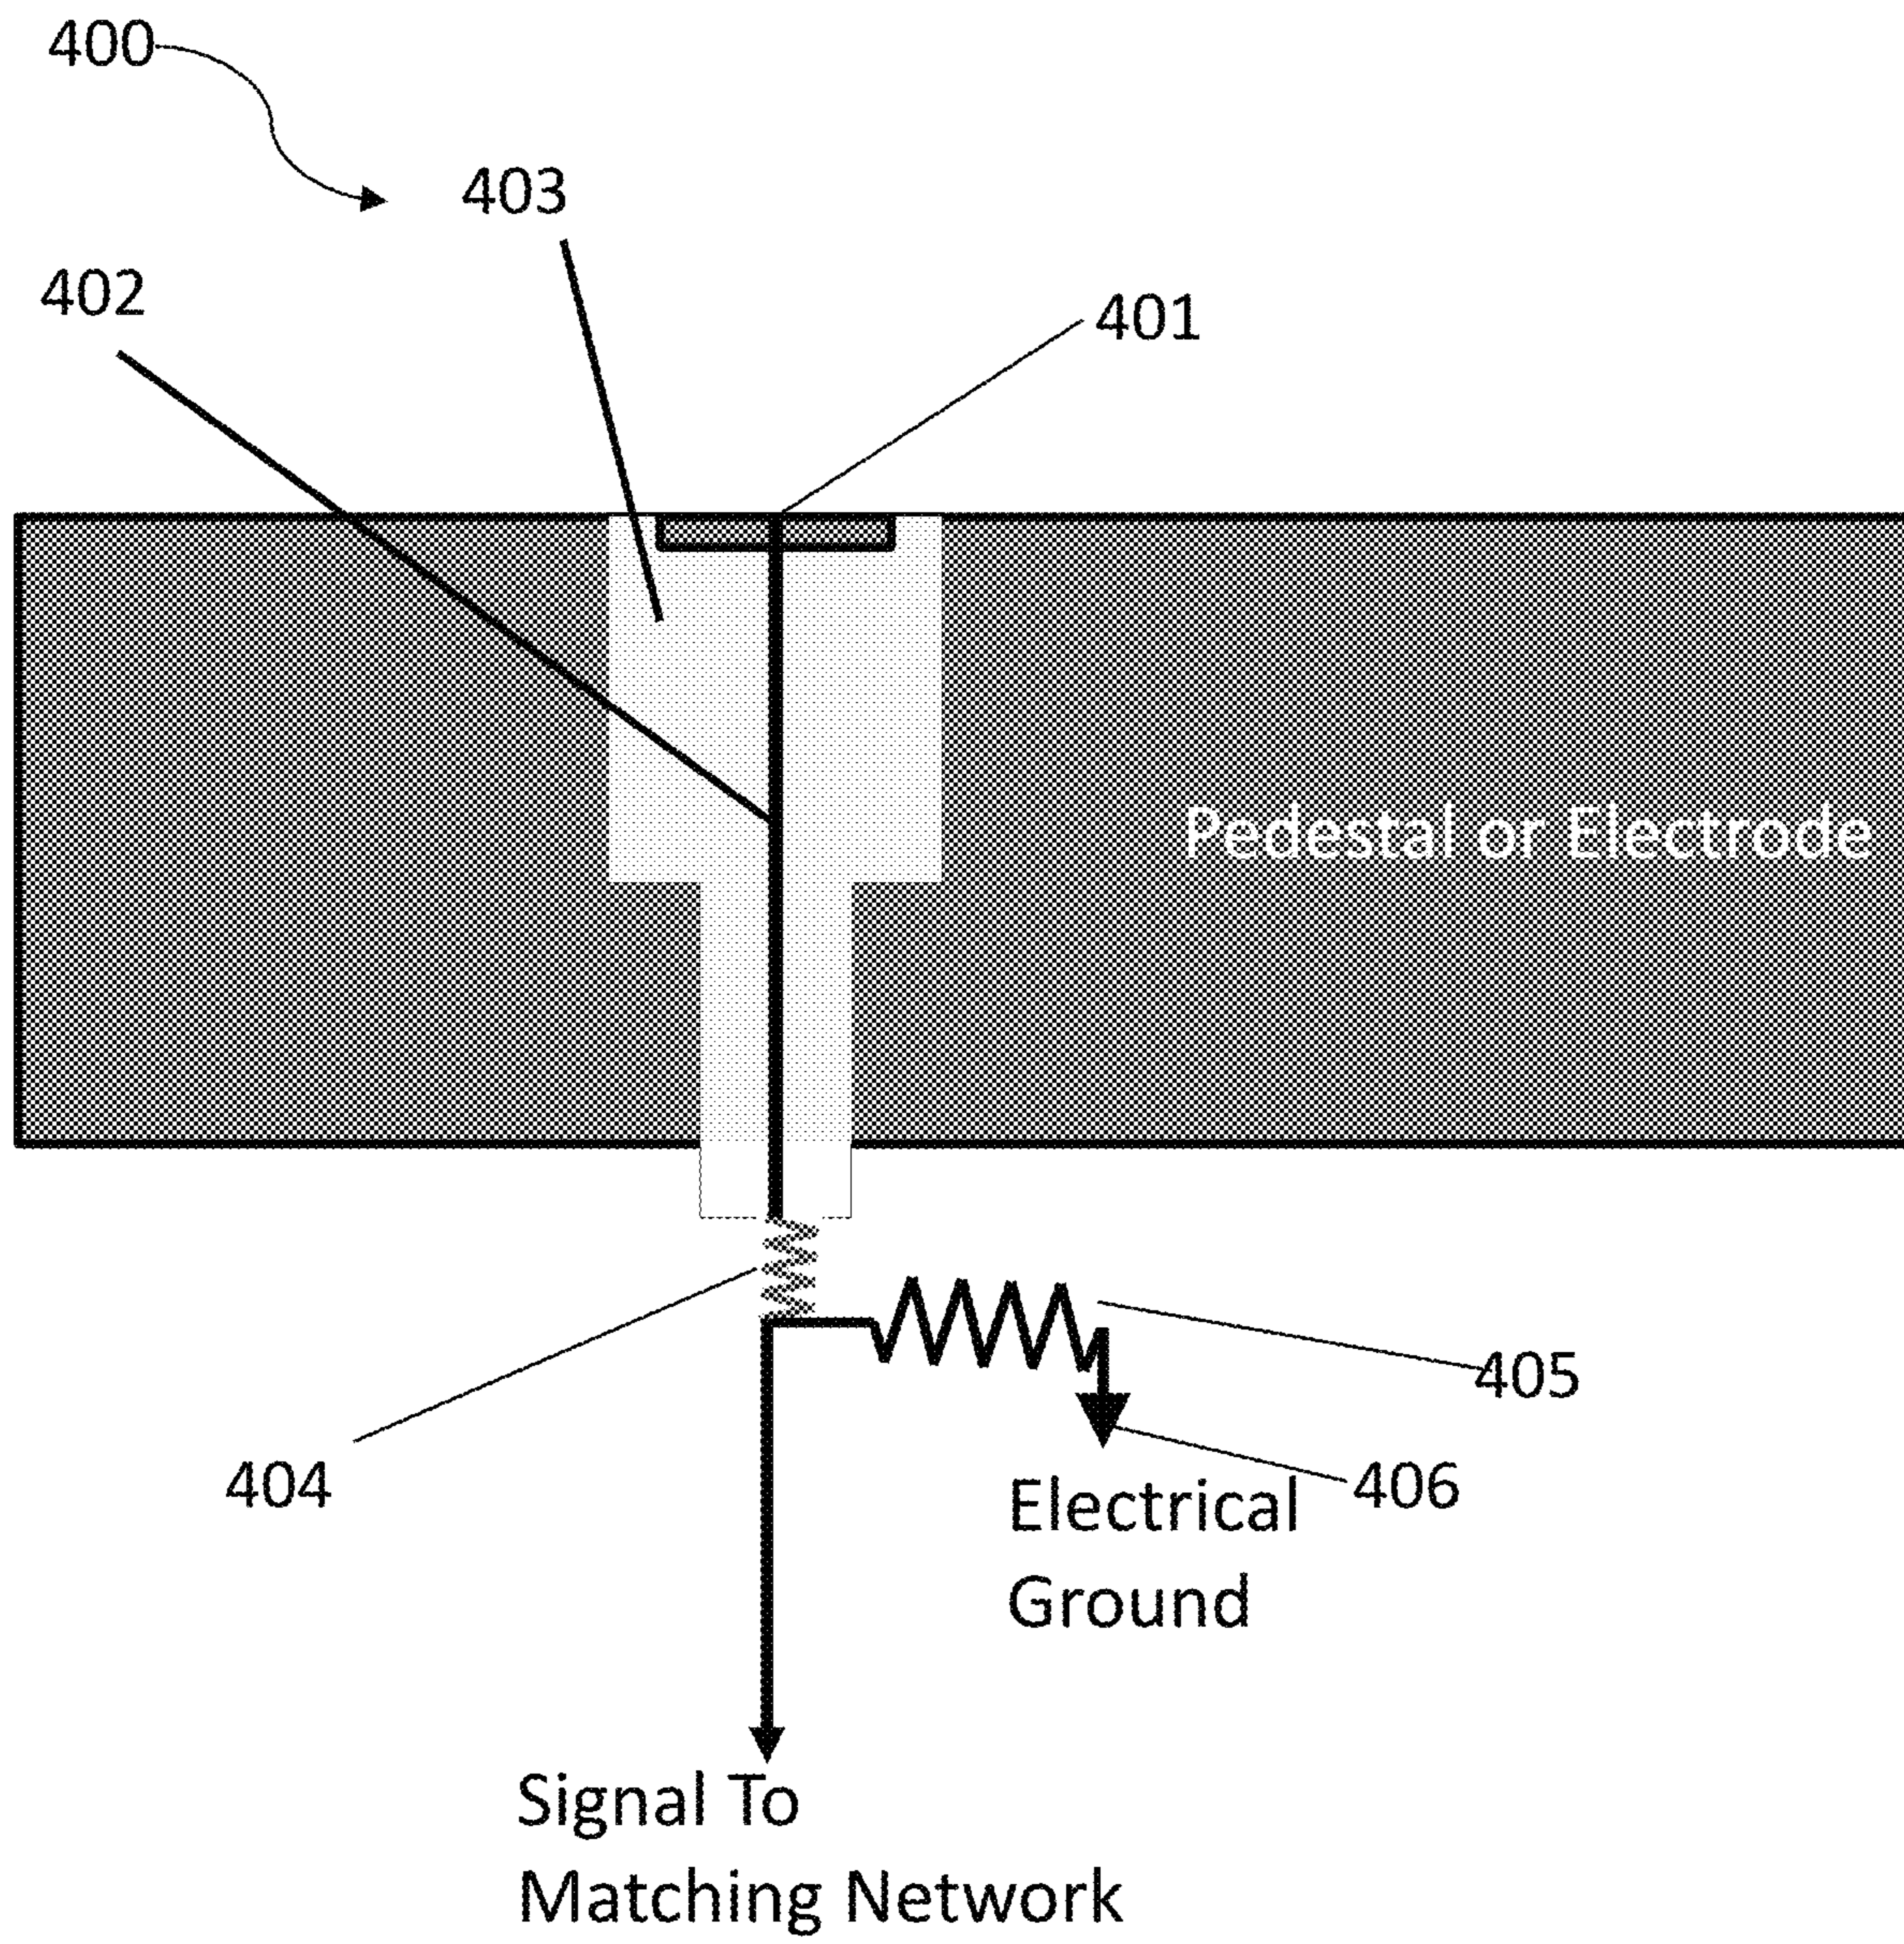 400
403
402
401
Pedestal or Electrode
405
404
406
Electrical
Ground
Signal To
Matching Network